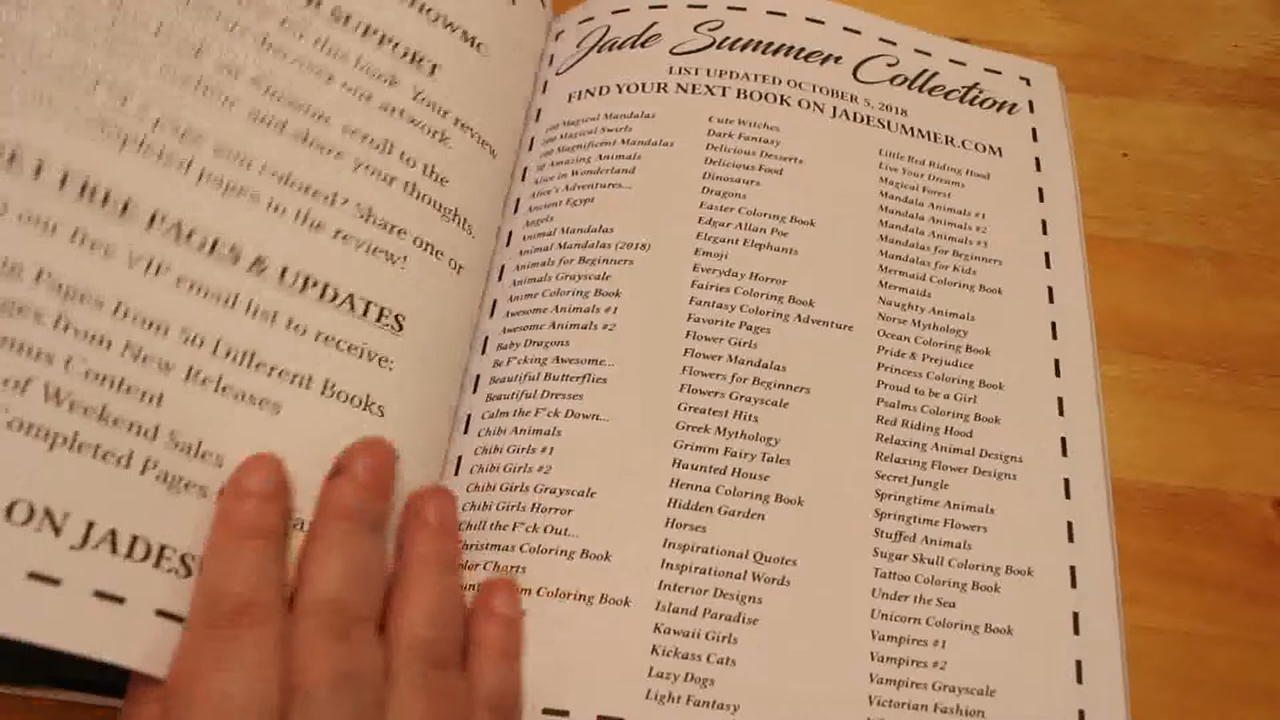 HOWMC
SUPPORT
this book. Your review
our artwork.
scroll to the
and share your thoughts.
you colored? Share one or
completed pages in the review!
FREE PAGES & UPDATES
our free VIP email list to receive:
Pages from 50 Different Books
from New Releases
Content
of Weekend Sales
Completed Pages
ON JADES
Jade Summer Collection
LIST UPDATED OCTOBER 5, 2018
FIND YOUR NEXT BOOK ON JADESUMMER.COM
100 Magical Mandalas
200 Magical Swirls
100 Magnificent Mandalas
50 Amazing Animals
Alice in Wonderland
Alice's Adventures...
Ancient Egypt
Angels
Animal Mandalas
Animal Mandalas (2018)
Animals for Beginners
Animals Grayscale
Anime Coloring Book
Awesome Animals #1
Awesome Animals #2
Baby Dragons
Be F*cking Awesome...
Beautiful Butterflies
Beautiful Dresses
Calm the F*ck Down...
Chibi Animals
Chibi Girls #1
Chibi Girls #2
Chibi Girls Grayscale
Chibi Girls Horror
Chill the F*ck Out...
Christmas Coloring Book
Color Charts
Coloring Book
Cute Witches
Dark Fantasy
Delicious Desserts
Delicious Food
Dinosaurs
Dragons
Easter Coloring Book
Edgar Allan Poe
Elegant Elephants
Emoji
Everyday Horror
Fairies Coloring Book
Fantasy Coloring Adventure
Favorite Pages
Flower Girls
Flower Mandalas
Flowers for Beginners
Flowers Grayscale
Greatest Hits
Greek Mythology
Grimm Fairy Tales
Haunted House
Henna Coloring Book
Hidden Garden
Horses
Inspirational Quotes
Inspirational Words
Interior Designs
Island Paradise
Kawaii Girls
Kickass Cats
Lazy Dogs
Light Fantasy
Little Red Riding Hood
Live Your Dreams
Magical Forest
Mandala Animals #1
Mandala Animals #2
Mandala Animals #3
Mandalas for Beginners
Mandalas for Kids
Mermaid Coloring Book
Mermaids
Naughty Animals
Norse Mythology
Ocean Coloring Book
Pride & Prejudice
Princess Coloring Book
Proud to be a Girl
Psalms Coloring Book
Red Riding Hood
Relaxing Animal Designs
Relaxing Flower Designs
Secret Jungle
Springtime Animals
Springtime Flowers
Stuffed Animals
Sugar Skull Coloring Book
Tattoo Coloring Book
Under the Sea
Unicorn Coloring Book
Vampires #1
Vampires #2
Vampires Grayscale
Victorian Fashion